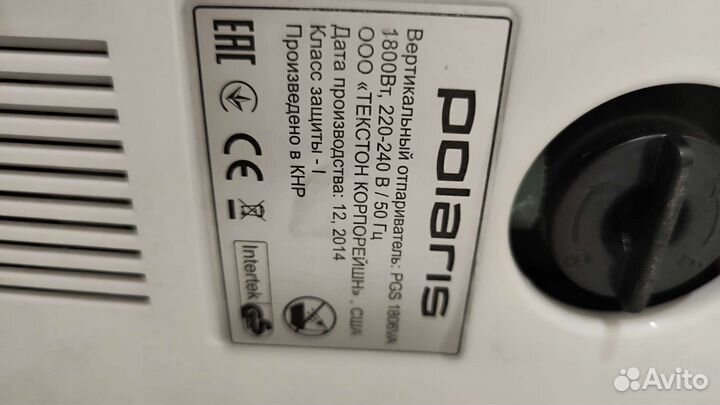 polaris
Вертикальный отпариватель: PGS 1806VA
1800Вт, 220-240 В / 50 Гц
ООО «ТЕКСТОН КОРПОРЕЙШН», США
Дата производства: 12, 2014
Класс защиты - I
Произведено в КНР
EAC
CE
Intertek
GS
Avito